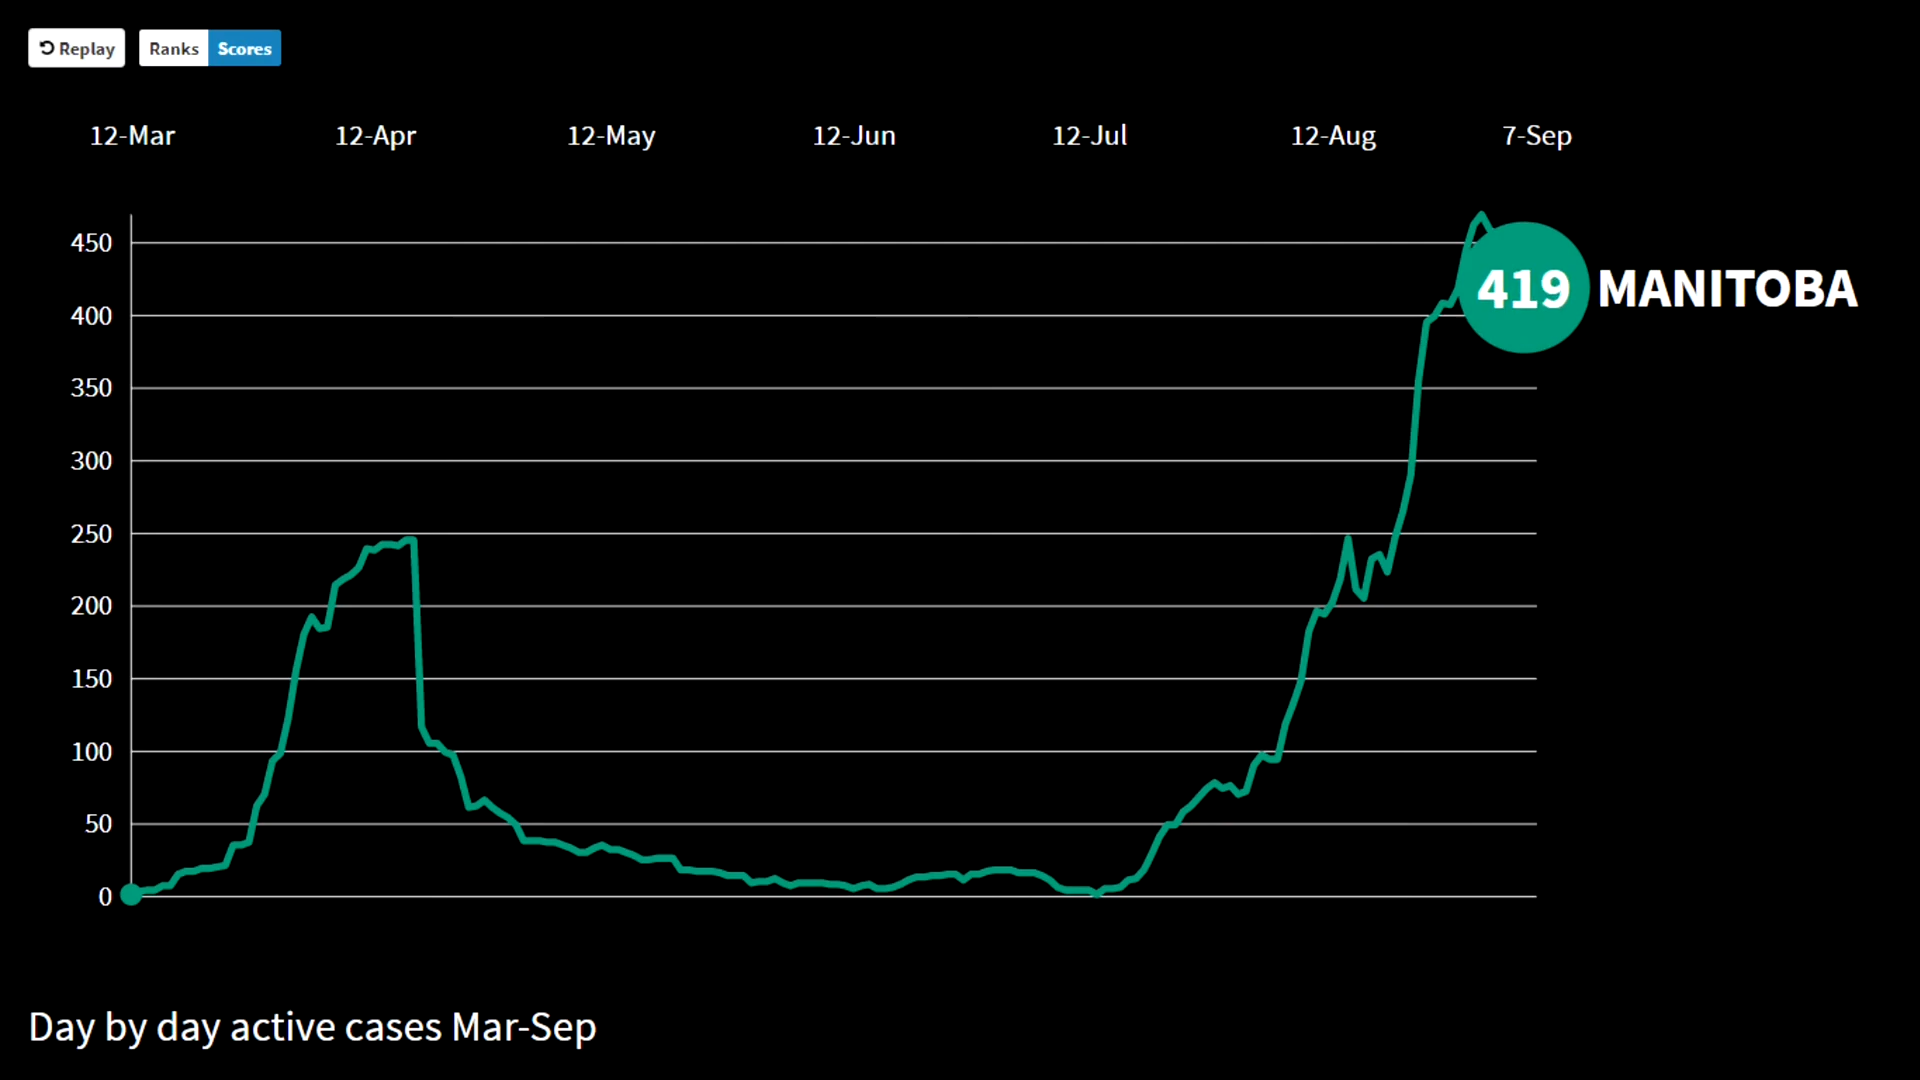 Replay Ranks Scores
12-Mar 12-Apr 12-May 12-Jun 12-Jul 12-Aug 7-Sep
450
400
350
300
250
200
150
100
50
0
419 MANITOBA
Day by day active cases Mar-Sep